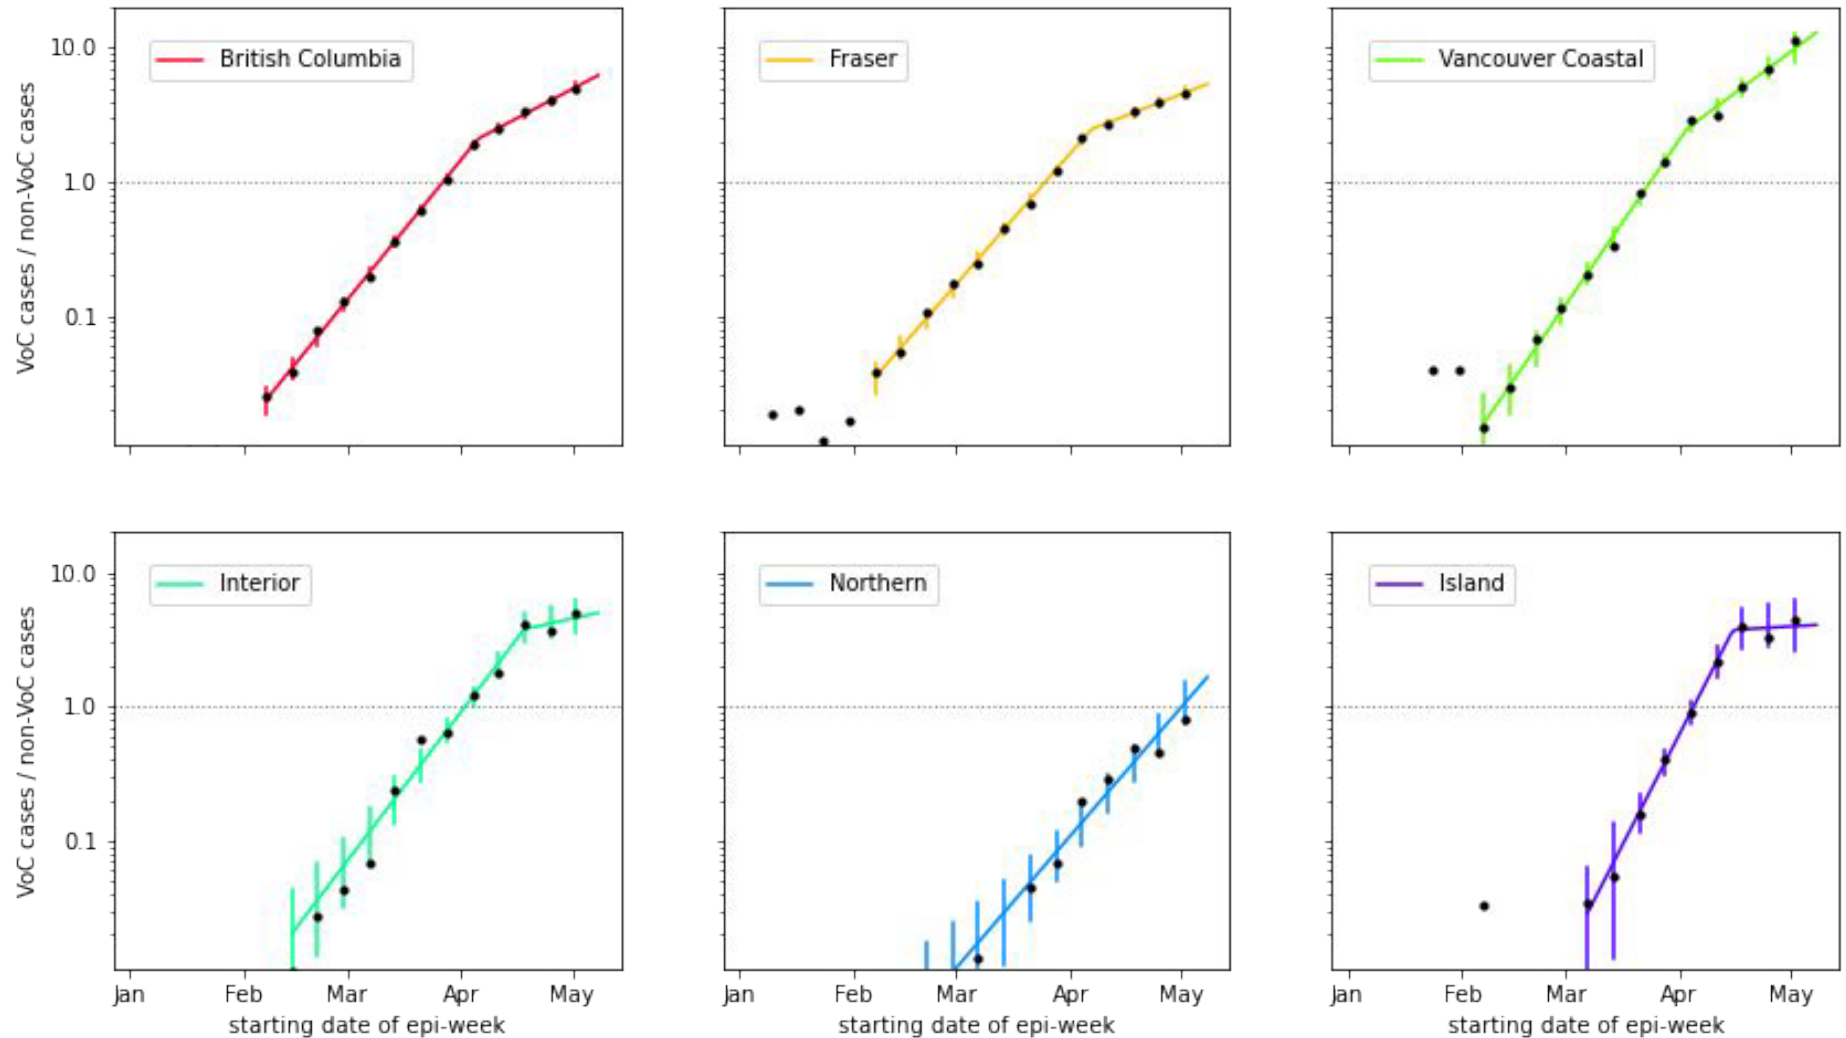 British Columbia
Fraser
Vancouver Coastal
10.0
1.0
0.1
VoC cases / non-VoC cases
Interior
Northern
Island
10.0
1.0
0.1
VoC cases / non-VoC cases
Jan Feb Mar Apr May
Jan Feb Mar Apr May
Jan Feb Mar Apr May
starting date of epi-week
starting date of epi-week
starting date of epi-week